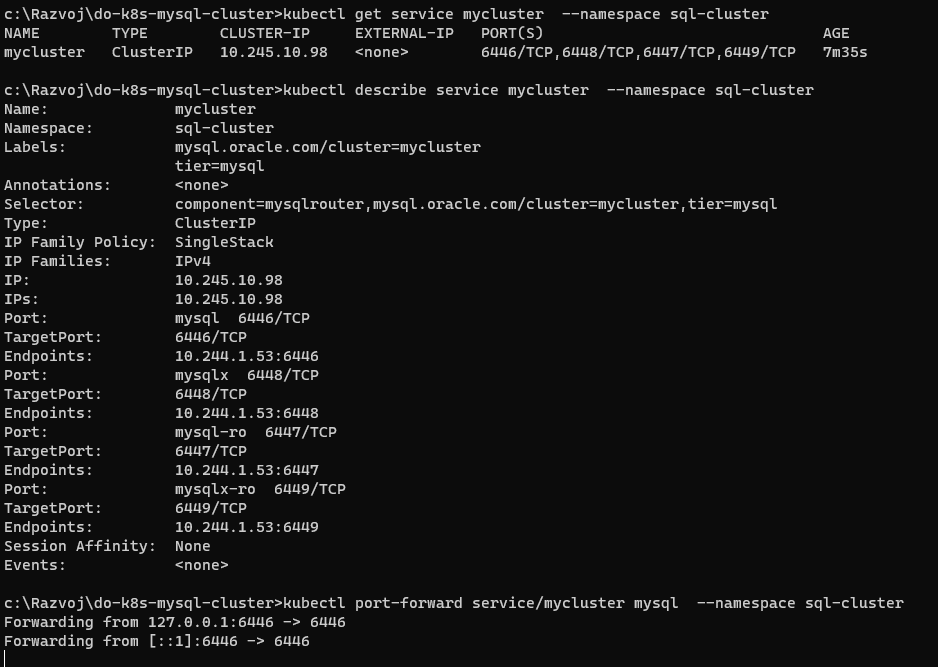 c:\Razvoj\do-k8s-mysql-cluster>kubectl get service mycluster  --namespace sql-cluster
NAME        TYPE        CLUSTER-IP     EXTERNAL-IP   PORT(S)                               AGE
mycluster   ClusterIP   10.245.10.98   <none>        6446/TCP,6448/TCP,6447/TCP,6449/TCP   7m35s
c:\Razvoj\do-k8s-mysql-cluster>kubectl describe service mycluster  --namespace sql-cluster
Name:              mycluster
Namespace:         sql-cluster
Labels:            mysql.oracle.com/cluster=mycluster
                   tier=mysql
Annotations:       <none>
Selector:          component=mysqlrouter,mysql.oracle.com/cluster=mycluster,tier=mysql
Type:              ClusterIP
IP Family Policy:  SingleStack
IP Families:       IPv4
IP:                10.245.10.98
IPs:               10.245.10.98
Port:              mysql  6446/TCP
TargetPort:        6446/TCP
Endpoints:         10.244.1.53:6446
Port:              mysqlx  6448/TCP
TargetPort:        6448/TCP
Endpoints:         10.244.1.53:6448
Port:              mysql-ro  6447/TCP
TargetPort:        6447/TCP
Endpoints:         10.244.1.53:6447
Port:              mysqlx-ro  6449/TCP
TargetPort:        6449/TCP
Endpoints:         10.244.1.53:6449
Session Affinity:  None
Events:            <none>
c:\Razvoj\do-k8s-mysql-cluster>kubectl port-forward service/mycluster mysql  --namespace sql-cluster
Forwarding from 127.0.0.1:6446 -> 6446
Forwarding from [::1]:6446 -> 6446